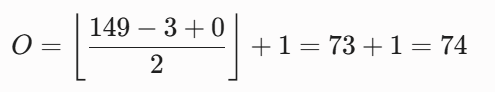 O = ⌊(149 − 3 + 0)/2⌋ + 1 = 73 + 1 = 74